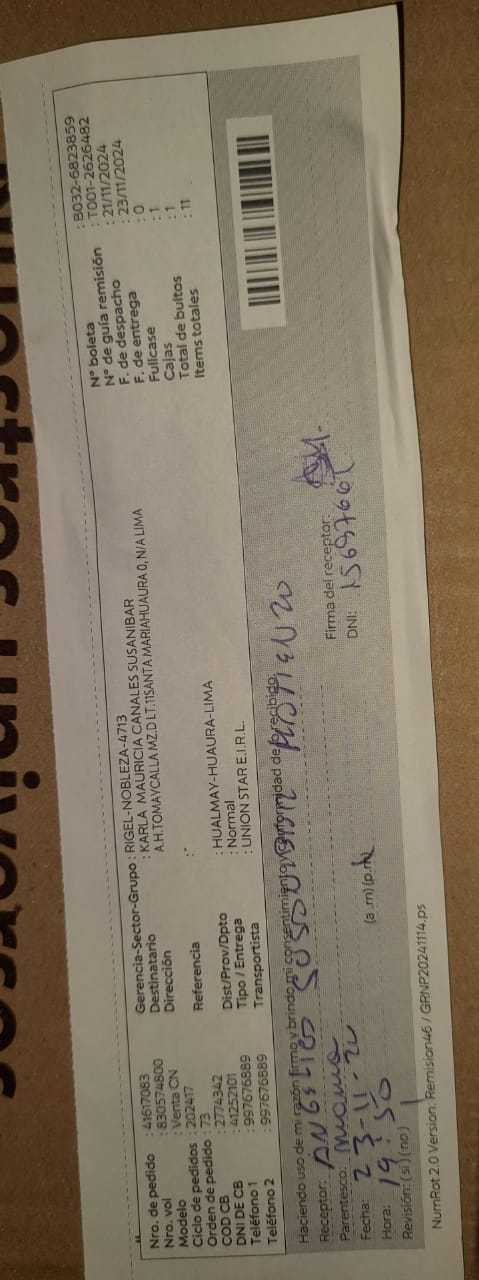 Nro. de pedido : 41617083
Nro. vol : 830574800
Modelo : Venta CN
Ciclo de pedidos : 202417
Orden de pedido : 73
COD CB : 2774342
DNI DE CB : 41252101
Teléfono 1 : 997676889
Teléfono 2 : 997676889
Gerencia-Sector-Grupo : RIGEL-NOBLEZA-4713
Destinatario : KARLA MAURICIA CANALES SUSANIBAR
Dirección : A.H.TOMAYCALLA MZ.D LT.11SANTA MARIAHUAURA 0, N/A LIMA
Referencia :"
Dist/Prov/Dpto : HUALMAY-HUAURA-LIMA
Tipo / Entrega : Normal
Transportista : UNION STAR E.I.R.L.
N° boleta : B032-6823859
N° de guía remisión : T001-2626482
F. de despacho : 21/11/2024
F. de entrega : 23/11/2024
Fullcase : 0
Cajas : 1
Total de bultos : 1
Items totales : 11
Haciendo uso de mi razón firmo y brindo mi consentimiento y conformidad de lo recibido:
Receptor:
Parentesco: mama
Fecha: 23-11-24
Hora: 19:50 (a.m) (p.m)
Revisión: (si) (no)
Firma del receptor:
DNI: 15697661
NumRot 2.0 Version. Remision46 / GRNP20241114.ps